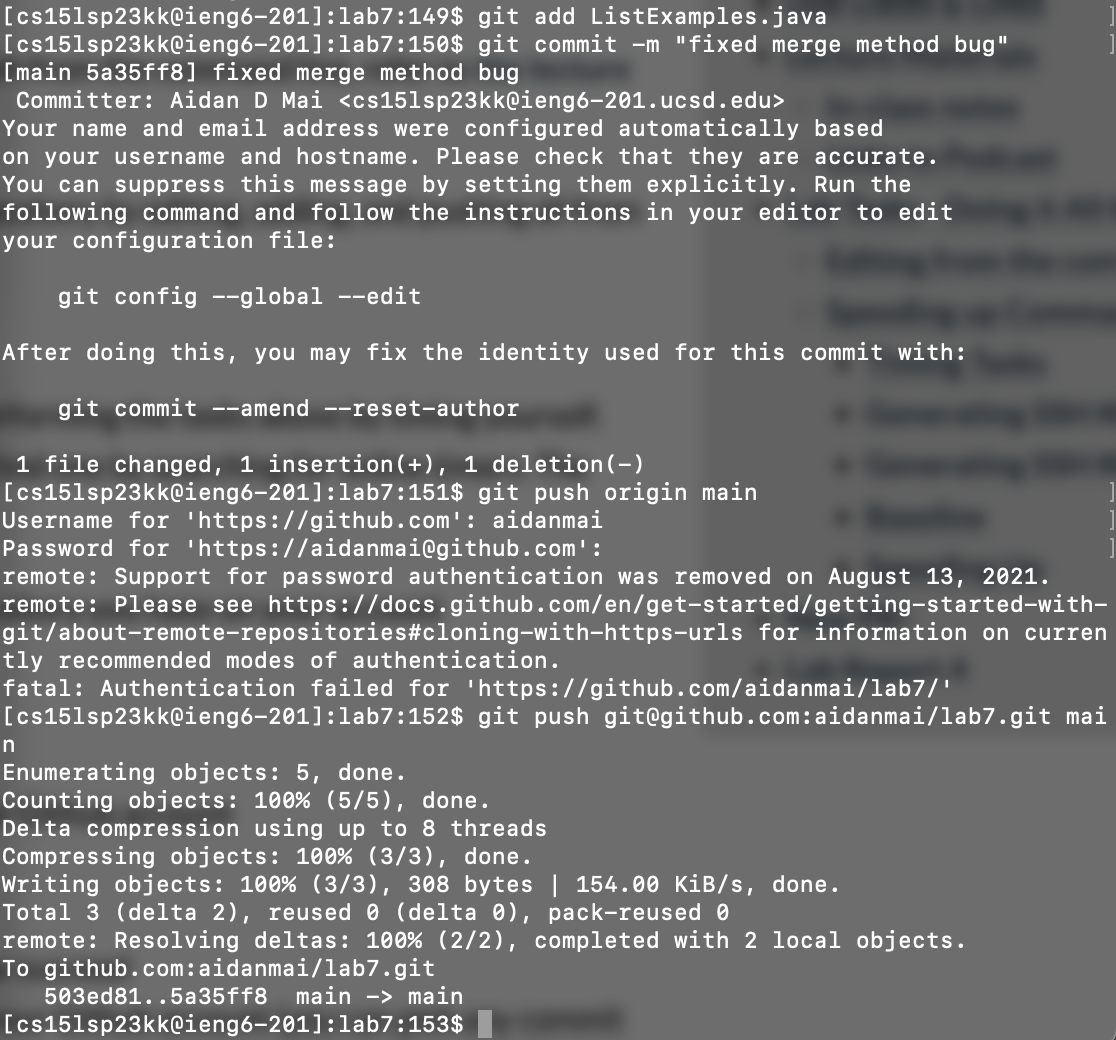 [cs15lsp23kk@ieng6-201]:lab7:149$ git add ListExamples.java ]
[cs15lsp23kk@ieng6-201]:lab7:150$ git commit -m "fixed merge method bug" ]
[main 5a35ff8] fixed merge method bug
 Committer: Aidan D Mai <cs15lsp23kk@ieng6-201.ucsd.edu>
Your name and email address were configured automatically based
on your username and hostname. Please check that they are accurate.
You can suppress this message by setting them explicitly. Run the
following command and follow the instructions in your editor to edit
your configuration file:

    git config --global --edit

After doing this, you may fix the identity used for this commit with:

    git commit --amend --reset-author

 1 file changed, 1 insertion(+), 1 deletion(-)
[cs15lsp23kk@ieng6-201]:lab7:151$ git push origin main ]
Username for 'https://github.com': aidanmai ]
Password for 'https://aidanmai@github.com': ]
remote: Support for password authentication was removed on August 13, 2021.
remote: Please see https://docs.github.com/en/get-started/getting-started-with-
git/about-remote-repositories#cloning-with-https-urls for information on curren
tly recommended modes of authentication.
fatal: Authentication failed for 'https://github.com/aidanmai/lab7/'
[cs15lsp23kk@ieng6-201]:lab7:152$ git push git@github.com:aidanmai/lab7.git mai
n
Enumerating objects: 5, done.
Counting objects: 100% (5/5), done.
Delta compression using up to 8 threads
Compressing objects: 100% (3/3), done.
Writing objects: 100% (3/3), 308 bytes | 154.00 KiB/s, done.
Total 3 (delta 2), reused 0 (delta 0), pack-reused 0
remote: Resolving deltas: 100% (2/2), completed with 2 local objects.
To github.com:aidanmai/lab7.git
   503ed81..5a35ff8  main -> main
[cs15lsp23kk@ieng6-201]:lab7:153$